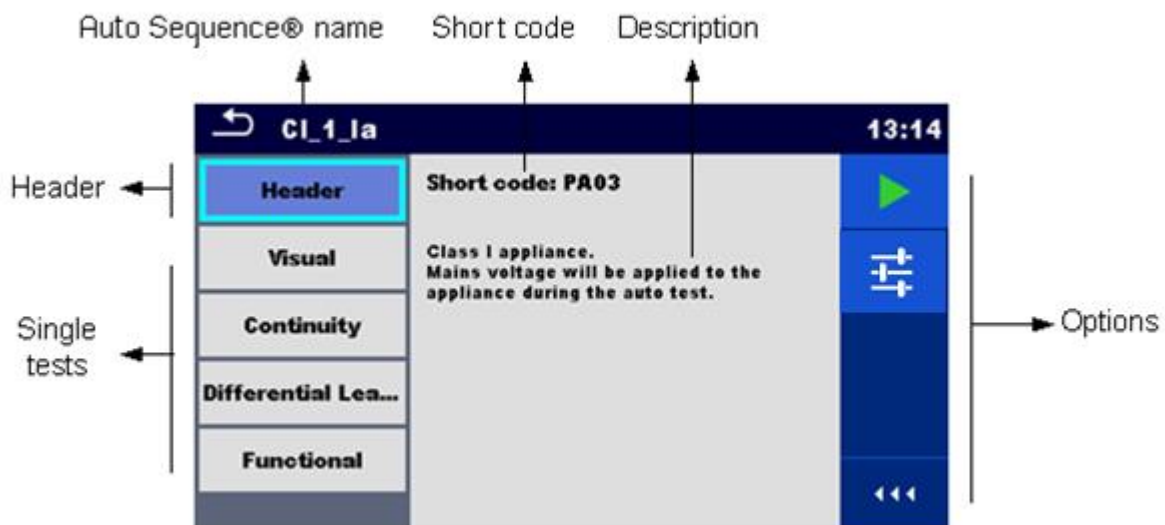 Auto Sequence® name Short code Description
Cl_1_Ia 13:14
Header
Header
Short code: PA03
Visual
Class I appliance.
Mains voltage will be applied to the
appliance during the auto test.
Single
tests
Continuity
Differential Lea...
Functional
Options